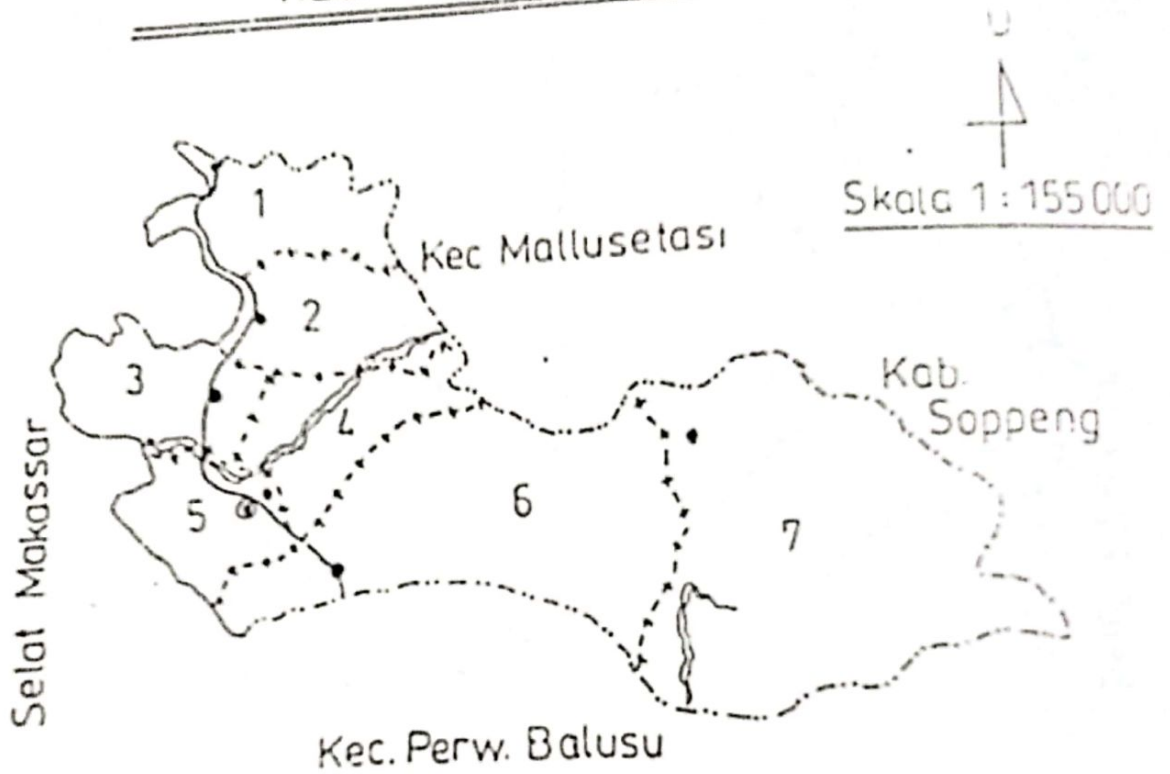 U
Skala 1 : 155000
1
Kec Mallusetasi
2
3
Kab.
Soppeng
4
Selat Makassar
5
6
7
Kec. Perw. Balusu